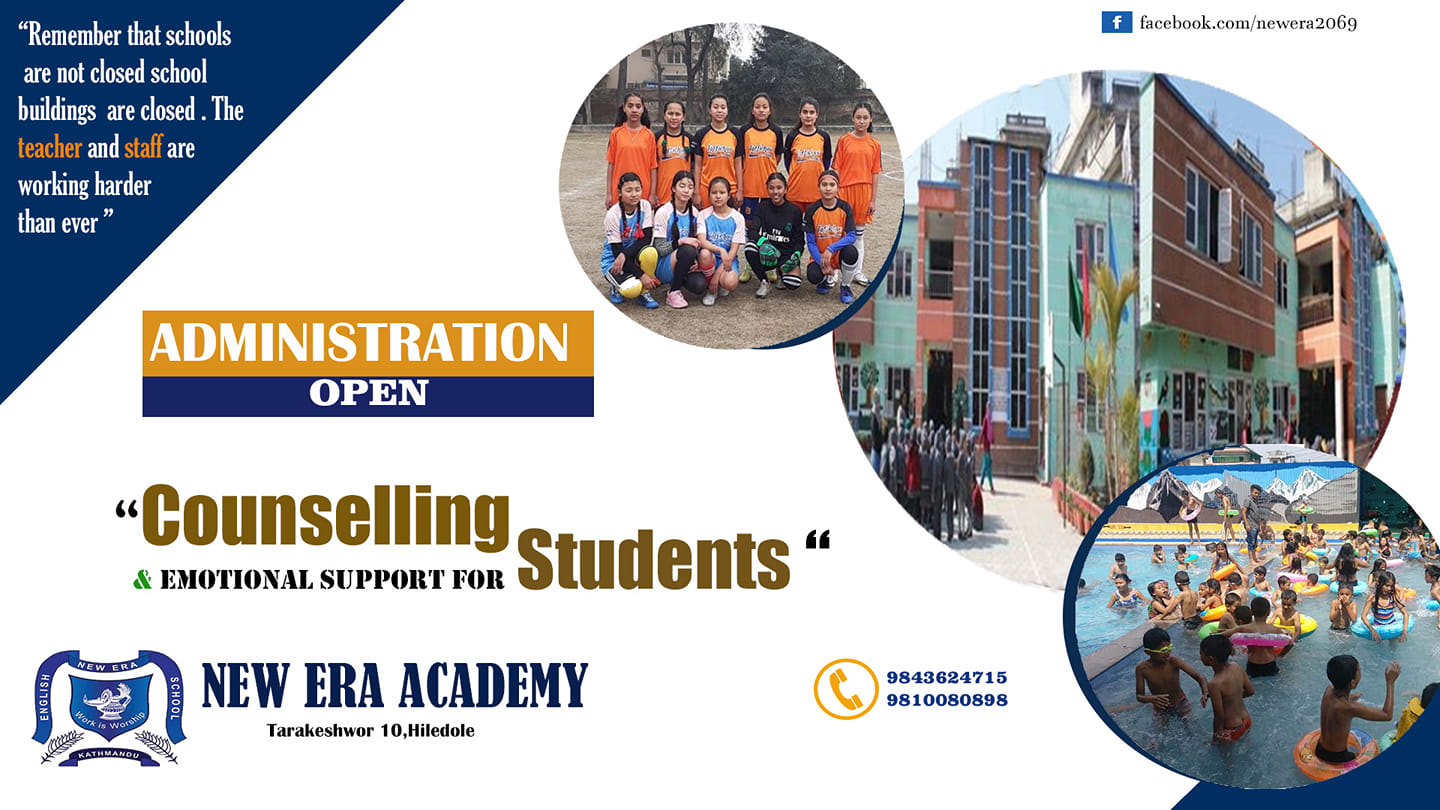 “Remember that schools
are not closed school
buildings are closed . The
teacher and staff are
working harder
than ever ”
facebook.com/newera2069
Fly
Emirates
ADMINISTRATION
OPEN
“Counselling
& EMOTIONAL SUPPORT FOR Students “
NEW ERA
ENGLISH
SCHOOL
Work is Worship
KATHMANDU
NEW ERA ACADEMY
Tarakeshwor 10,Hiledole
9843624715
9810080898